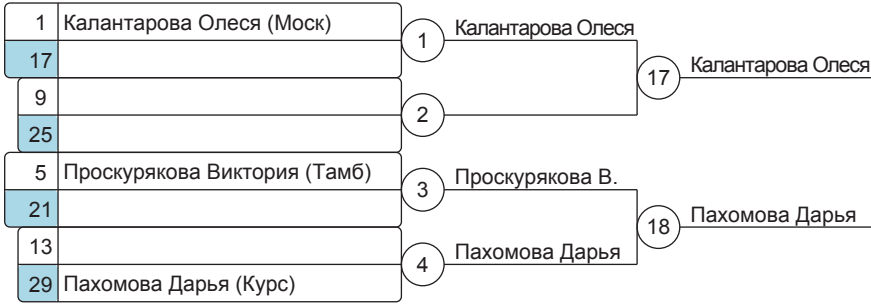 1 Калантарова Олеся (Моск)
17
1
Калантарова Олеся
9
25
2
17
Калантарова Олеся
5 Проскурякова Виктория (Тамб)
21
3
Проскурякова В.
13
29 Пахомова Дарья (Курс)
4
Пахомова Дарья
18
Пахомова Дарья